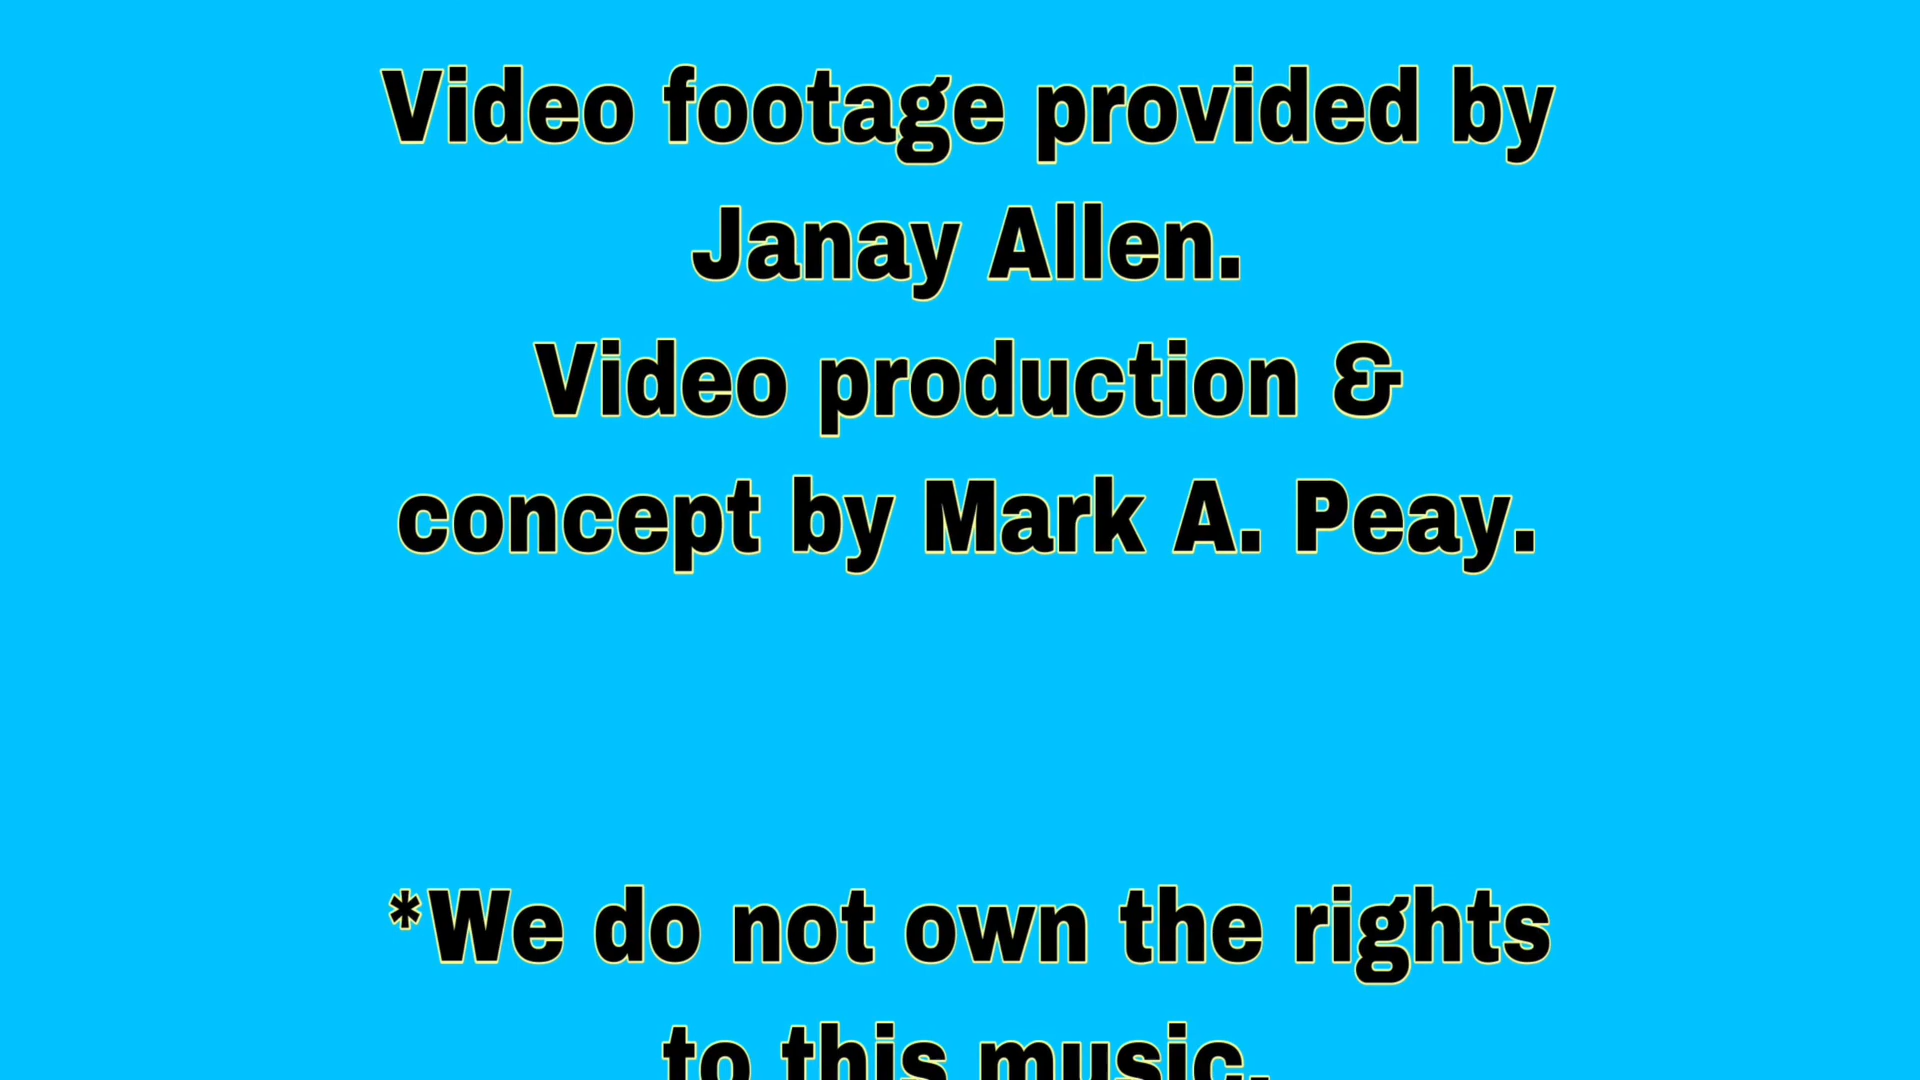 Video footage provided by
Janay Allen.
Video production &
concept by Mark A. Peay.
*We do not own the rights
to this music.